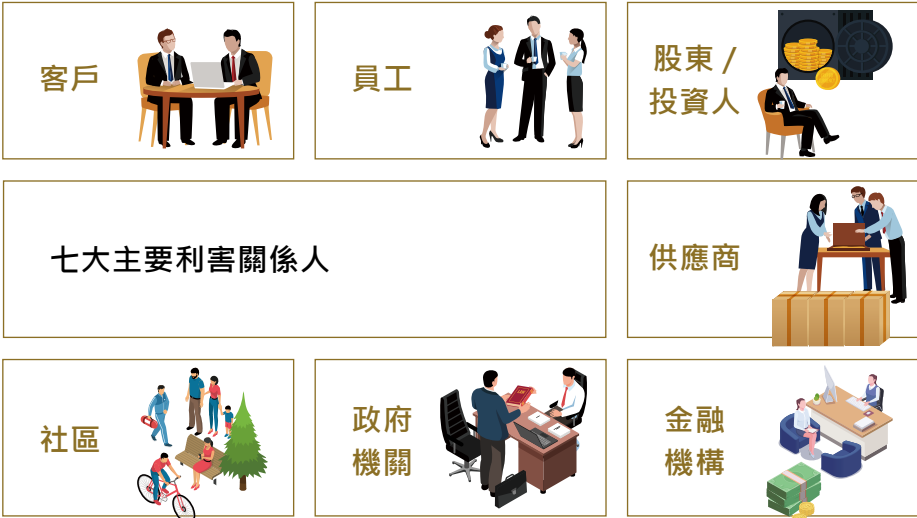 客戶
員工
股東 /
投資人
七大主要利害關係人
供應商
社區
政府
機關
金融
機構